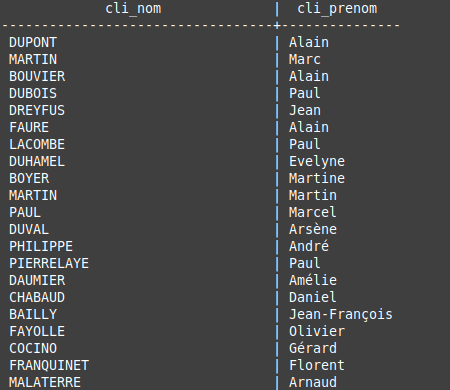 cli_nom | cli_prenom
----------------------------------+---------------
DUPONT | Alain
MARTIN | Marc
BOUVIER | Alain
DUBOIS | Paul
DREYFUS | Jean
FAURE | Alain
LACOMBE | Paul
DUHAMEL | Evelyne
BOYER | Martine
MARTIN | Martin
PAUL | Marcel
DUVAL | Arsène
PHILIPPE | André
PIERRELAYE | Paul
DAUMIER | Amélie
CHABAUD | Daniel
BAILLY | Jean-François
FAYOLLE | Olivier
COCINO | Gérard
FRANQUINET | Florent
MALATERRE | Arnaud